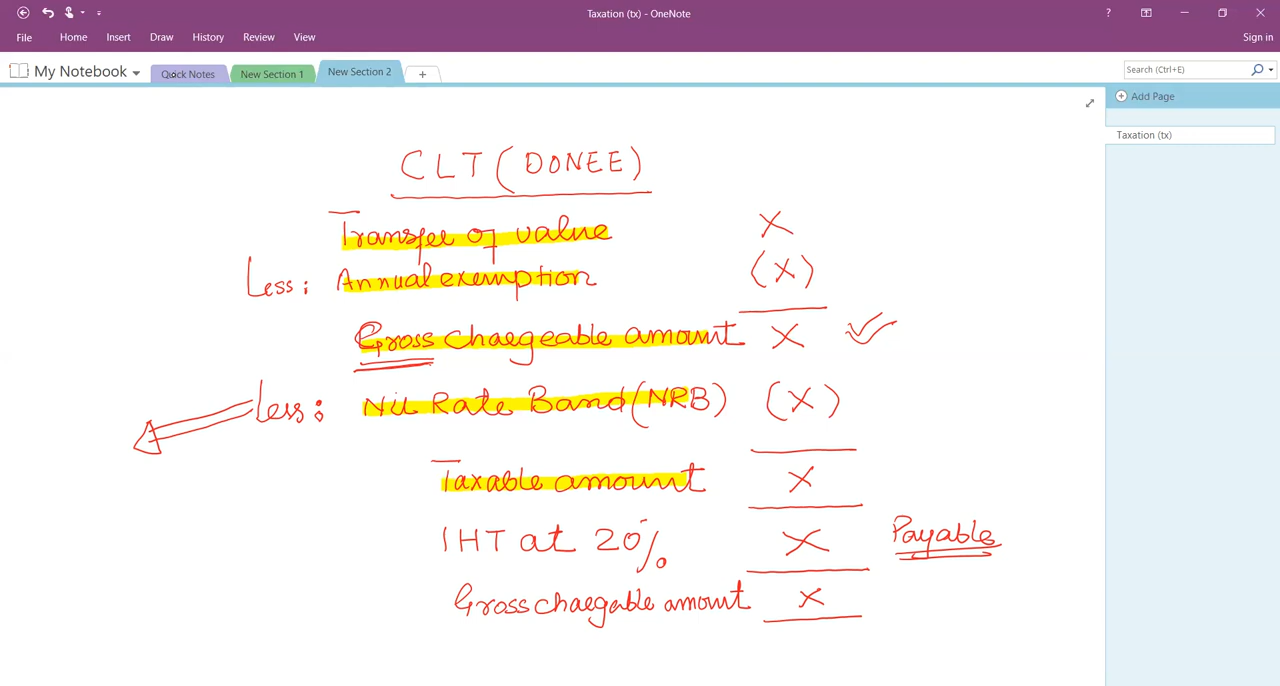 Taxation (tx) - OneNote
?
File Home Insert Draw History Review View
Sign in
My Notebook Quick Notes New Section 1 New Section 2 +
Search (Ctrl+E)
Add Page
Taxation (tx)
CLT (DONEE)
Transfer of value X
Less: Annual exemption (X)
Gross chargeable amount X
Less: Nil Rate Band (NRB) (X)
Taxable amount X
IHT at 20% X Payable
Gross chargable amount X